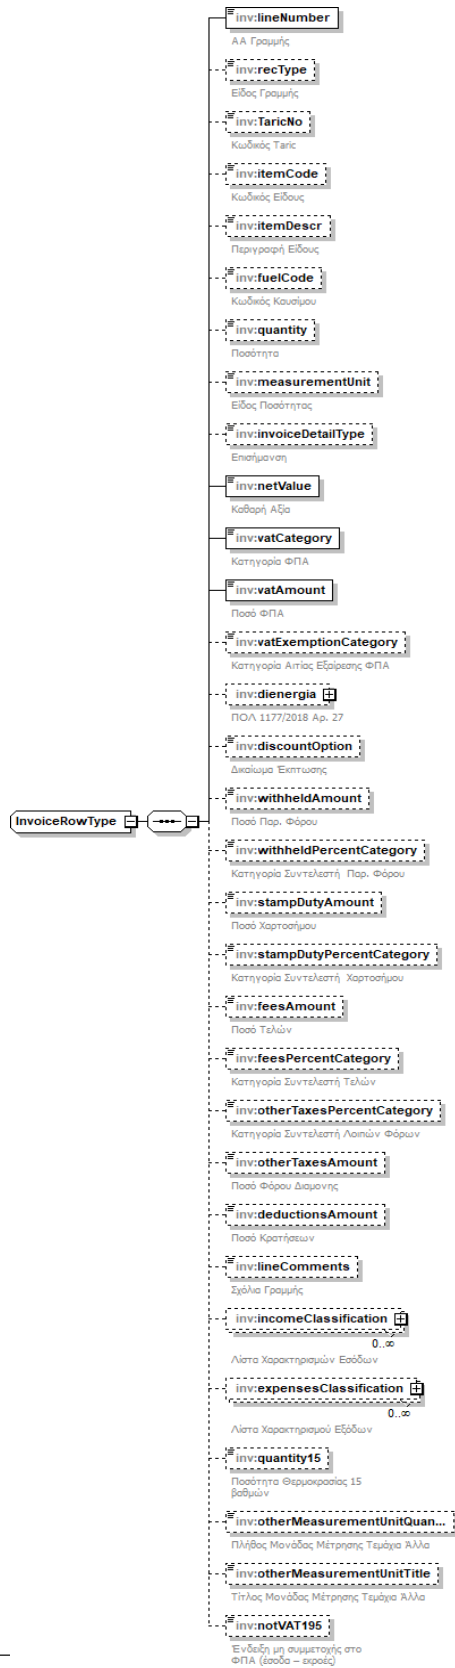 inv:lineNumber
ΑΑ Γραμμής
inv:recType
Είδος Γραμμής
inv:TaricNo
Κωδικός Taric
inv:itemCode
Κωδικός Είδους
inv:itemDescr
Περιγραφή Είδους
inv:fuelCode
Κωδικός Καυσίμου
inv:quantity
Ποσότητα
inv:measurementUnit
Είδος Ποσότητας
inv:invoiceDetailType
Επισήμανση
inv:netValue
Καθαρή Αξία
inv:vatCategory
Κατηγορία ΦΠΑ
inv:vatAmount
Ποσό ΦΠΑ
inv:vatExemptionCategory
Κατηγορία Αιτίας Εξαίρεσης ΦΠΑ
inv:dienergia
ΠΟΛ 1177/2018 Αρ. 27
inv:discountOption
Δικαίωμα Έκπτωσης
InvoiceRowType
inv:withheldAmount
Ποσό Παρ. Φόρου
inv:withheldPercentCategory
Κατηγορία Συντελεστή Παρ. Φόρου
inv:stampDutyAmount
Ποσό Χαρτοσήμου
inv:stampDutyPercentCategory
Κατηγορία Συντελεστή Χαρτοσήμου
inv:feesAmount
Ποσό Τελών
inv:feesPercentCategory
Κατηγορία Συντελεστή Τελών
inv:otherTaxesPercentCategory
Κατηγορία Συντελεστή Λοιπών Φόρων
inv:otherTaxesAmount
Ποσό Φόρου Διαμονης
inv:deductionsAmount
Ποσό Κρατήσεων
inv:lineComments
Σχόλια Γραμμής
inv:incomeClassification
0..∞
Λίστα Χαρακτηρισμών Εσόδων
inv:expensesClassification
0..∞
Λίστα Χαρακτηρισμού Εξόδων
inv:quantity15
Ποσότητα Θερμοκρασίας 15
βαθμών
inv:otherMeasurementUnitQuan...
Πλήθος Μονάδας Μέτρησης Τεμάχια Άλλα
inv:otherMeasurementUnitTitle
Τίτλος Μονάδας Μέτρησης Τεμάχια Άλλα
inv:notVAT195
Ένδειξη μη συμμετοχής στο
ΦΠΑ (έσοδα – εκροές)